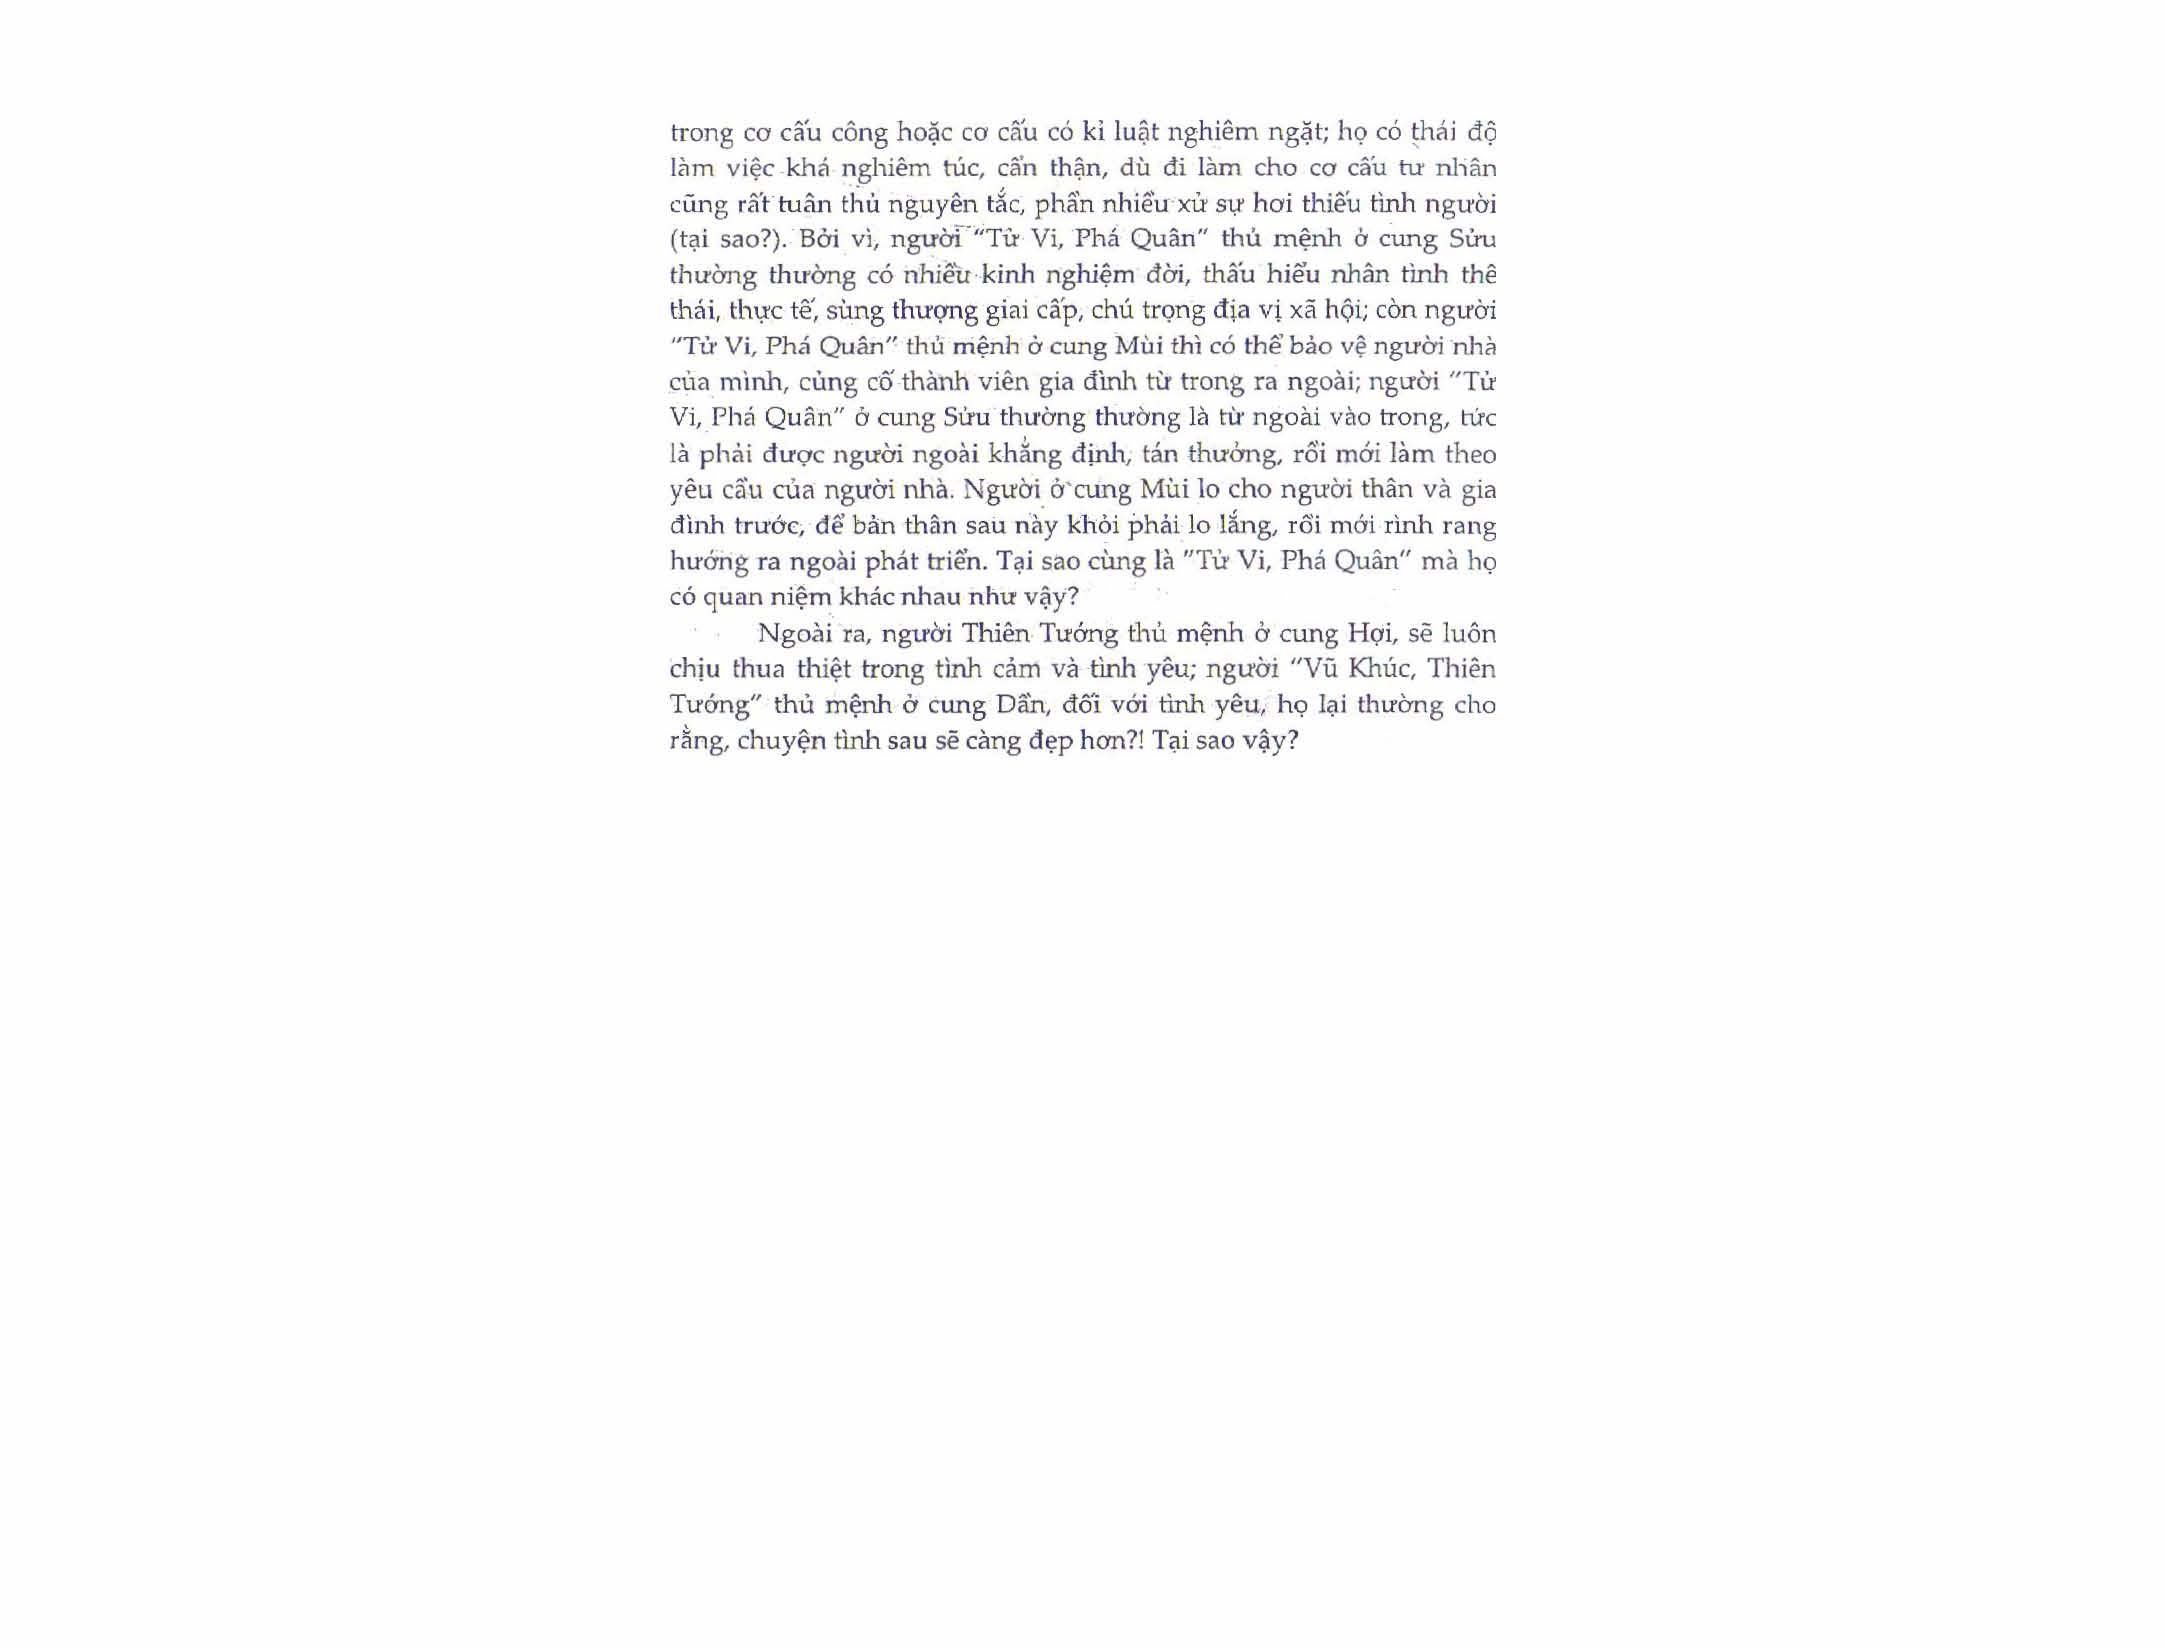 trong cơ cấu công hoặc cơ cấu có kỉ luật nghiêm ngặt; họ có thái độ
làm việc khá nghiêm túc, cẩn thận, dù đi làm cho cơ cấu tư nhân
cũng rất tuân thủ nguyên tắc, phần nhiều xử sự hơi thiếu tình người
(tại sao?). Bởi vì, người "Tử Vi, Phá Quân" thủ mệnh ở cung Sửu
thường thường có nhiều kinh nghiệm đời, thấu hiểu nhân tình thế
thái, thực tế, sùng thượng giai cấp, chú trọng địa vị xã hội; còn người
"Tử Vi, Phá Quân" thủ mệnh ở cung Mùi thì có thể bảo vệ người nhà
của mình, củng cố thành viên gia đình từ trong ra ngoài; người "Tử
Vi, Phá Quân" ở cung Sửu thường thường là từ ngoài vào trong, tức
là phải được người ngoài khẳng định, tán thưởng, rồi mới làm theo
yêu cầu của người nhà. Người ở cung Mùi lo cho người thân và gia
đình trước, để bản thân sau này khỏi phải lo lắng, rồi mới rình rang
hướng ra ngoài phát triển. Tại sao cùng là "Tử Vi, Phá Quân" mà họ
có quan niệm khác nhau như vậy?
Ngoài ra, người Thiên Tướng thủ mệnh ở cung Hợi, sẽ luôn
chịu thua thiệt trong tình cảm và tình yêu; người "Vũ Khúc, Thiên
Tướng" thủ mệnh ở cung Dần, đối với tình yêu, họ lại thường cho
rằng, chuyện tình sau sẽ càng đẹp hơn?! Tại sao vậy?